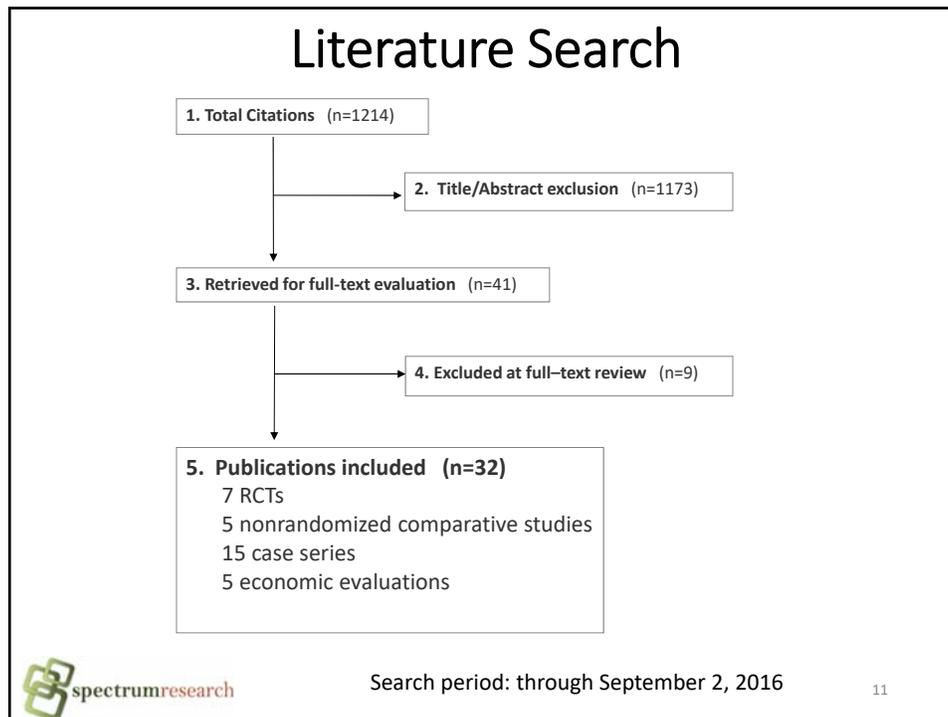 Literature Search
1. Total Citations (n=1214)
2. Title/Abstract exclusion (n=1173)
3. Retrieved for full-text evaluation (n=41)
4. Excluded at full–text review (n=9)
5. Publications included (n=32)
7 RCTs
5 nonrandomized comparative studies
15 case series
5 economic evaluations
spectrumresearch
Search period: through September 2, 2016
11